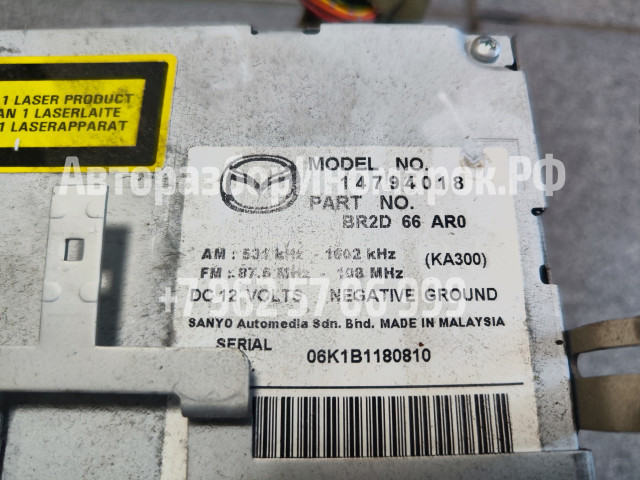 1 LASER PRODUCT
AN 1 LASERLAITE
1 LASERAPPARAT
MODEL NO.
14794018
PART NO.
BR2D 66 AR0
AM : 531 kHz - 1602 kHz (KA300)
FM : 87.5 MHz - 108 MHz
DC 12 VOLTS NEGATIVE GROUND
SANYO Automedia Sdn. Bhd. MADE IN MALAYSIA
SERIAL 06K1B1180810